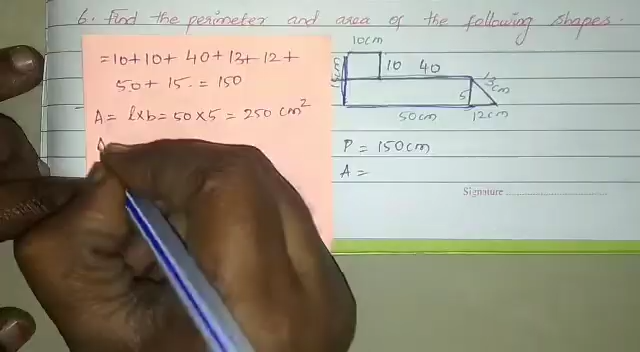 6. Find the perimeter and area of the following shapes.
=10+10+ 40+13+12+
50+ 15. = 150
A= l×b= 50×5 = 250 cm²
A
10cm
10 40
13cm
5
50cm 12cm
P = 150cm
A =
Signature